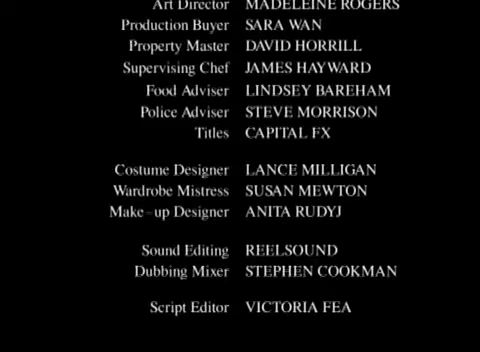 Art Director MADELEINE ROGERS
Production Buyer SARA WAN
Property Master DAVID HORRILL
Supervising Chef JAMES HAYWARD
Food Adviser LINDSEY BAREHAM
Police Adviser STEVE MORRISON
Titles CAPITAL FX
Costume Designer LANCE MILLIGAN
Wardrobe Mistress SUSAN MEWTON
Make-up Designer ANITA RUDYJ
Sound Editing REELSOUND
Dubbing Mixer STEPHEN COOKMAN
Script Editor VICTORIA FEA